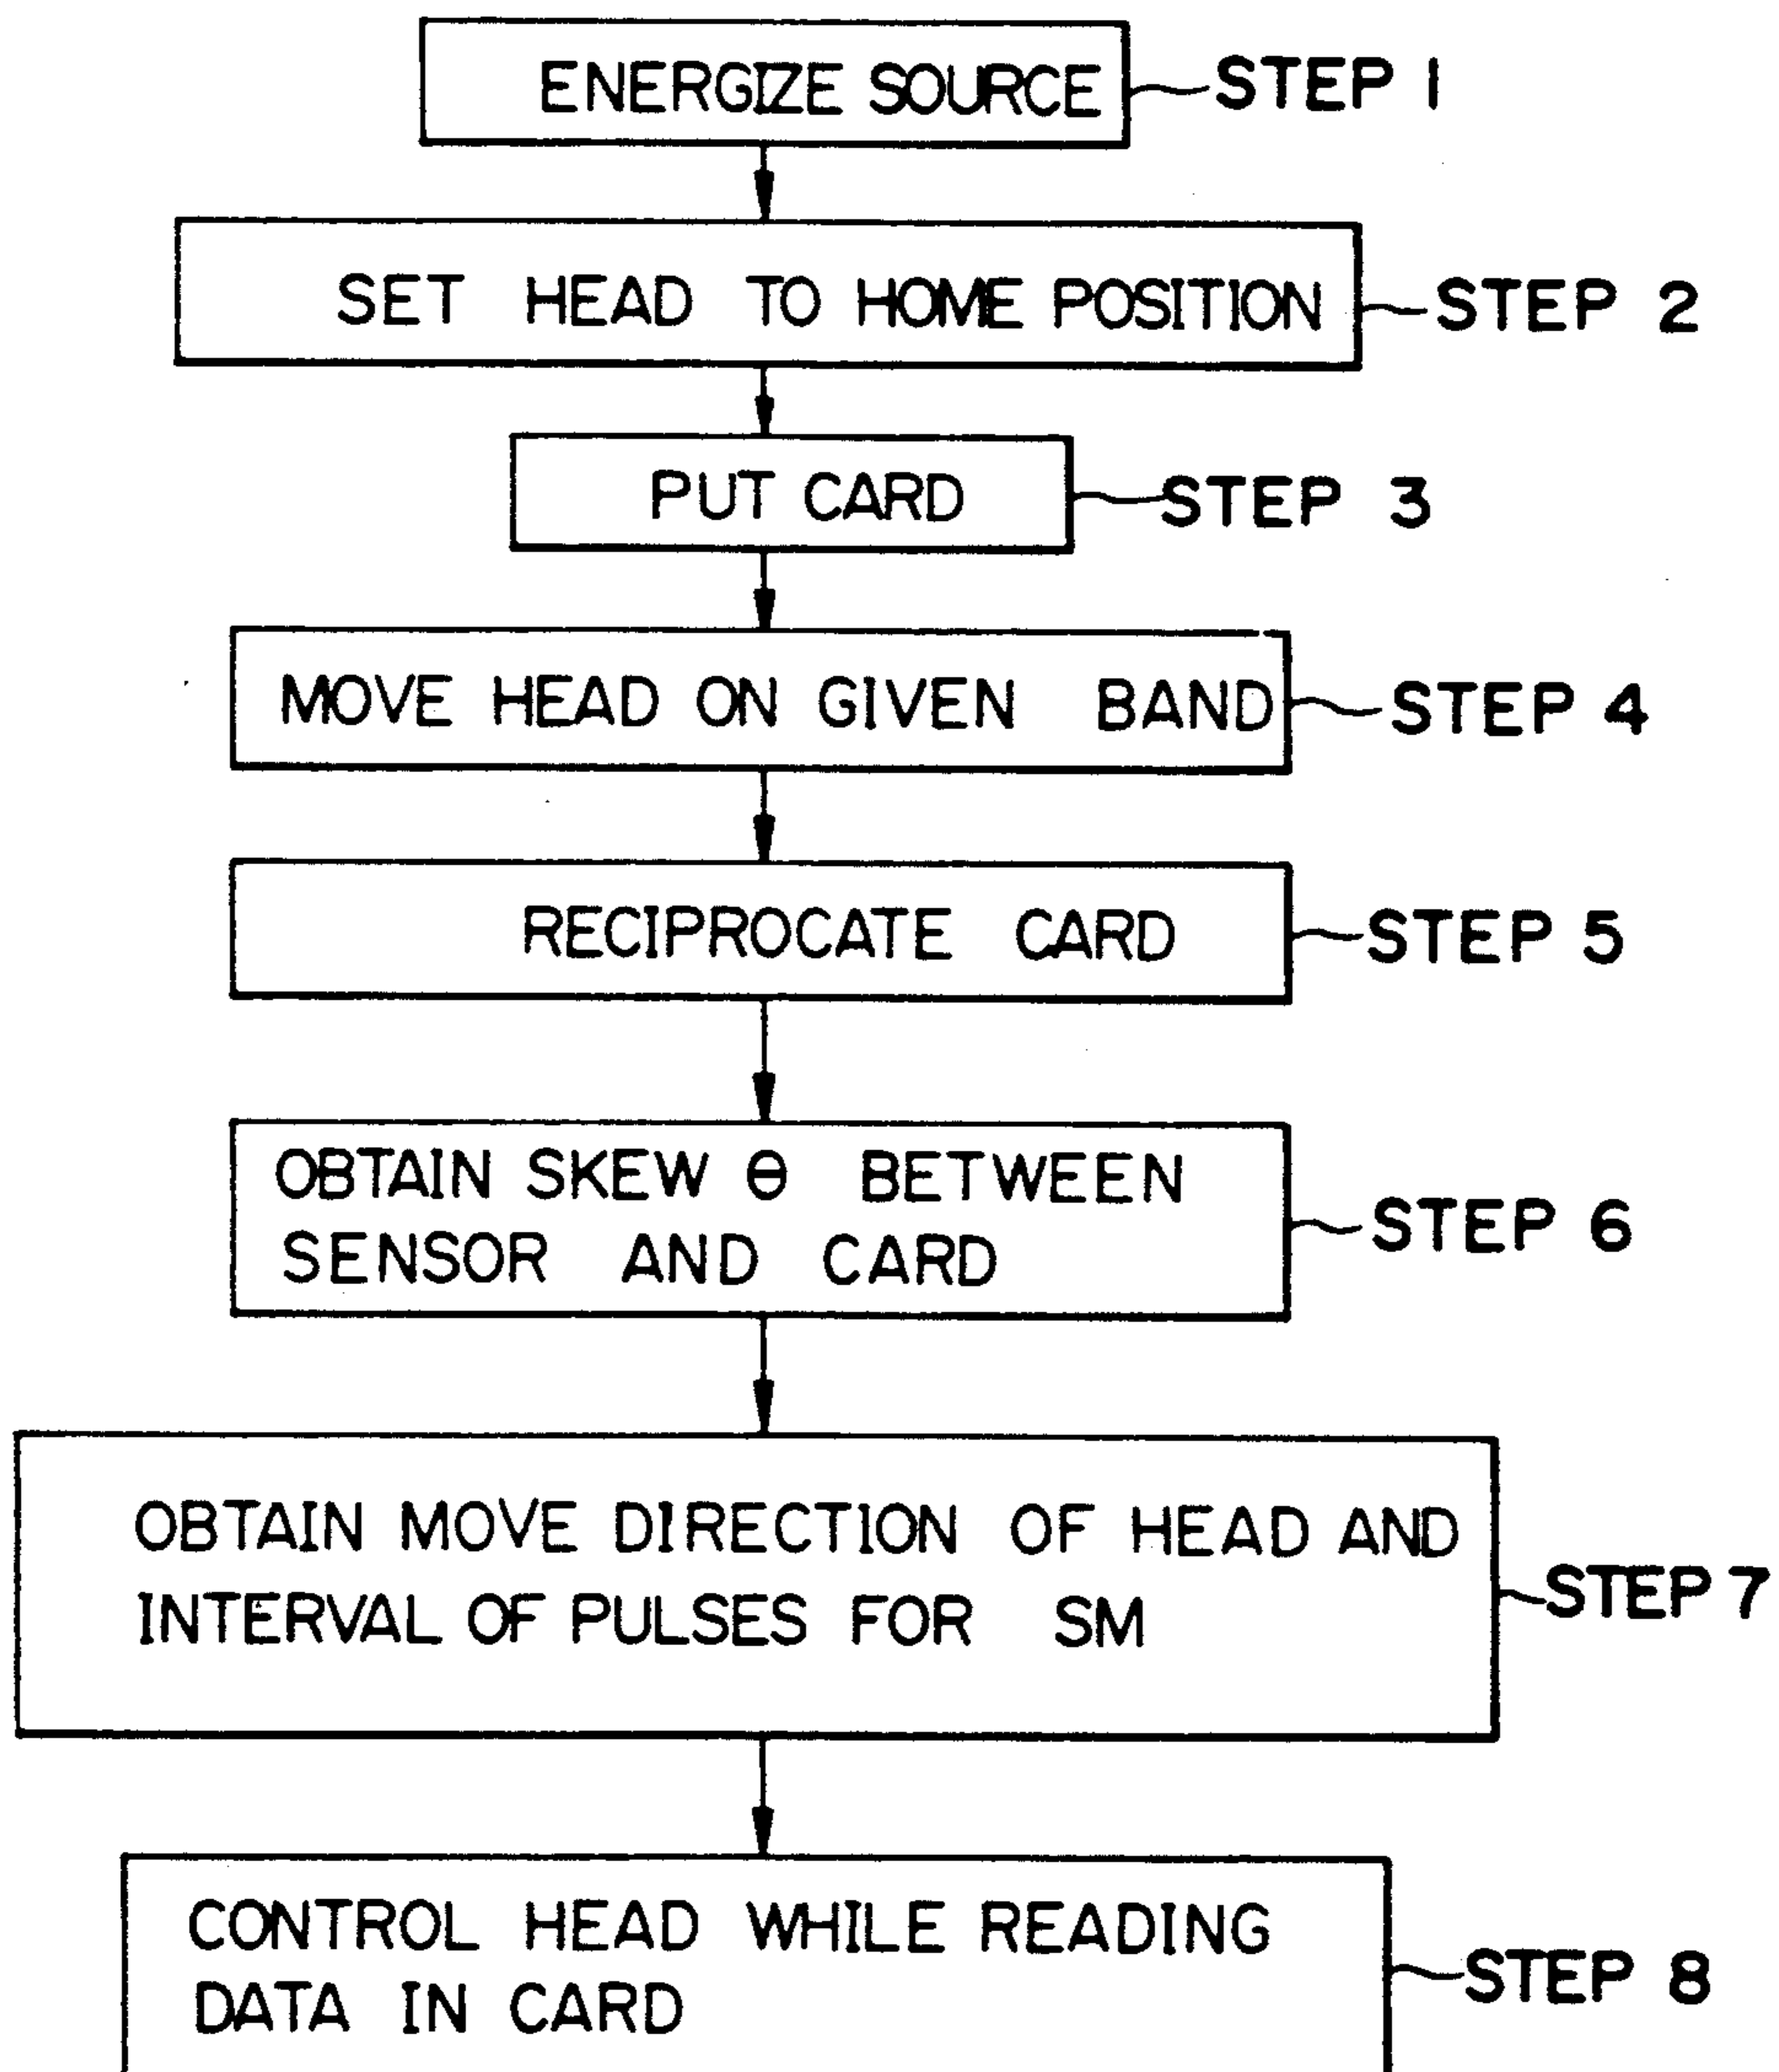 ENERGIZE SOURCE STEP 1
SET HEAD TO HOME POSITION STEP 2
PUT CARD STEP 3
MOVE HEAD ON GIVEN BAND STEP 4
RECIPROCATE CARD STEP 5
OBTAIN SKEW θ BETWEEN
SENSOR AND CARD
STEP 6
OBTAIN MOVE DIRECTION OF HEAD AND
INTERVAL OF PULSES FOR SM
STEP 7
CONTROL HEAD WHILE READING
DATA IN CARD
STEP 8